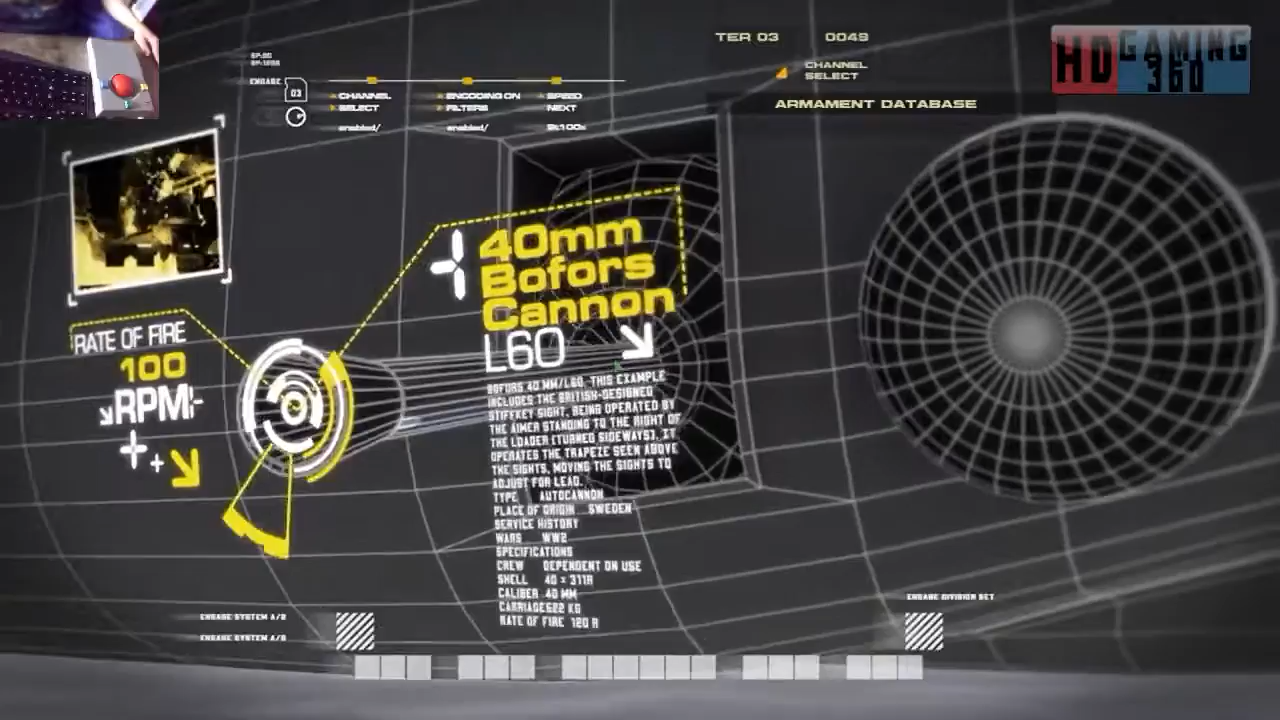 TER 03 0049
CHANNEL
SELECT
ARMAMENT DATABASE
HD GAMING
360
ENGAGE 03
CHANNEL
SELECT
enabled/
ENCODING ON
FILTERS
enabled/
SPEED
NEXT
40mm
Bofors
Cannon
L60
RATE OF FIRE
100
RPM
BOFORS 40 MM/L60. THIS EXAMPLE
INCLUDES THE BRITISH-DESIGNED
STIFFKEY SIGHT, BEING OPERATED BY
THE AIMER STANDING TO THE RIGHT OF
THE LOADER (TURNED SIDEWAYS). IT
OPERATES THE TRAPEZE SEEN ABOVE
THE SIGHTS, MOVING THE SIGHTS TO
ADJUST FOR LEAD.
TYPE AUTOCANNON
PLACE OF ORIGIN SWEDEN
SERVICE HISTORY
WARS WW2
SPECIFICATIONS
CREW DEPENDENT ON USE
SHELL 40 × 311R
CALIBER 40 MM
CARRIAGE522 KG
RATE OF FIRE 120 R
ENGAGE SYSTEM A/B
ENGAGE SYSTEM A/B
ENGAGE DIVISION SET